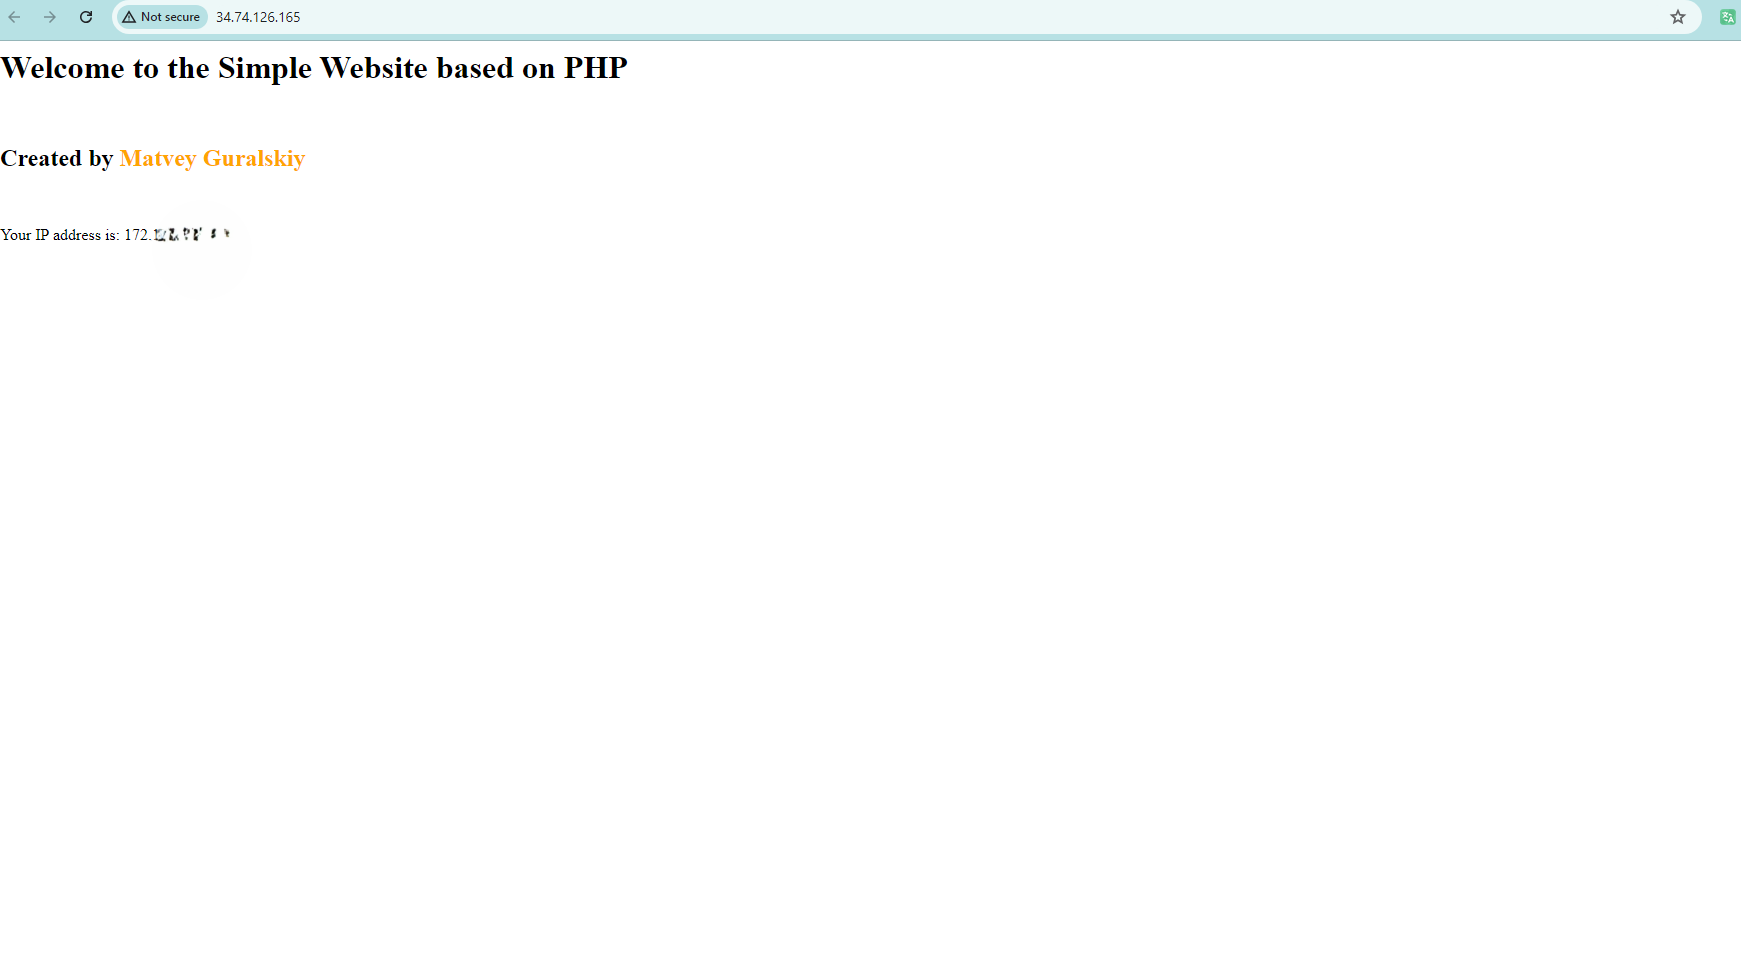 Not secure 34.74.126.165
Welcome to the Simple Website based on PHP
Created by Matvey Guralskiy
Your IP address is: 172.